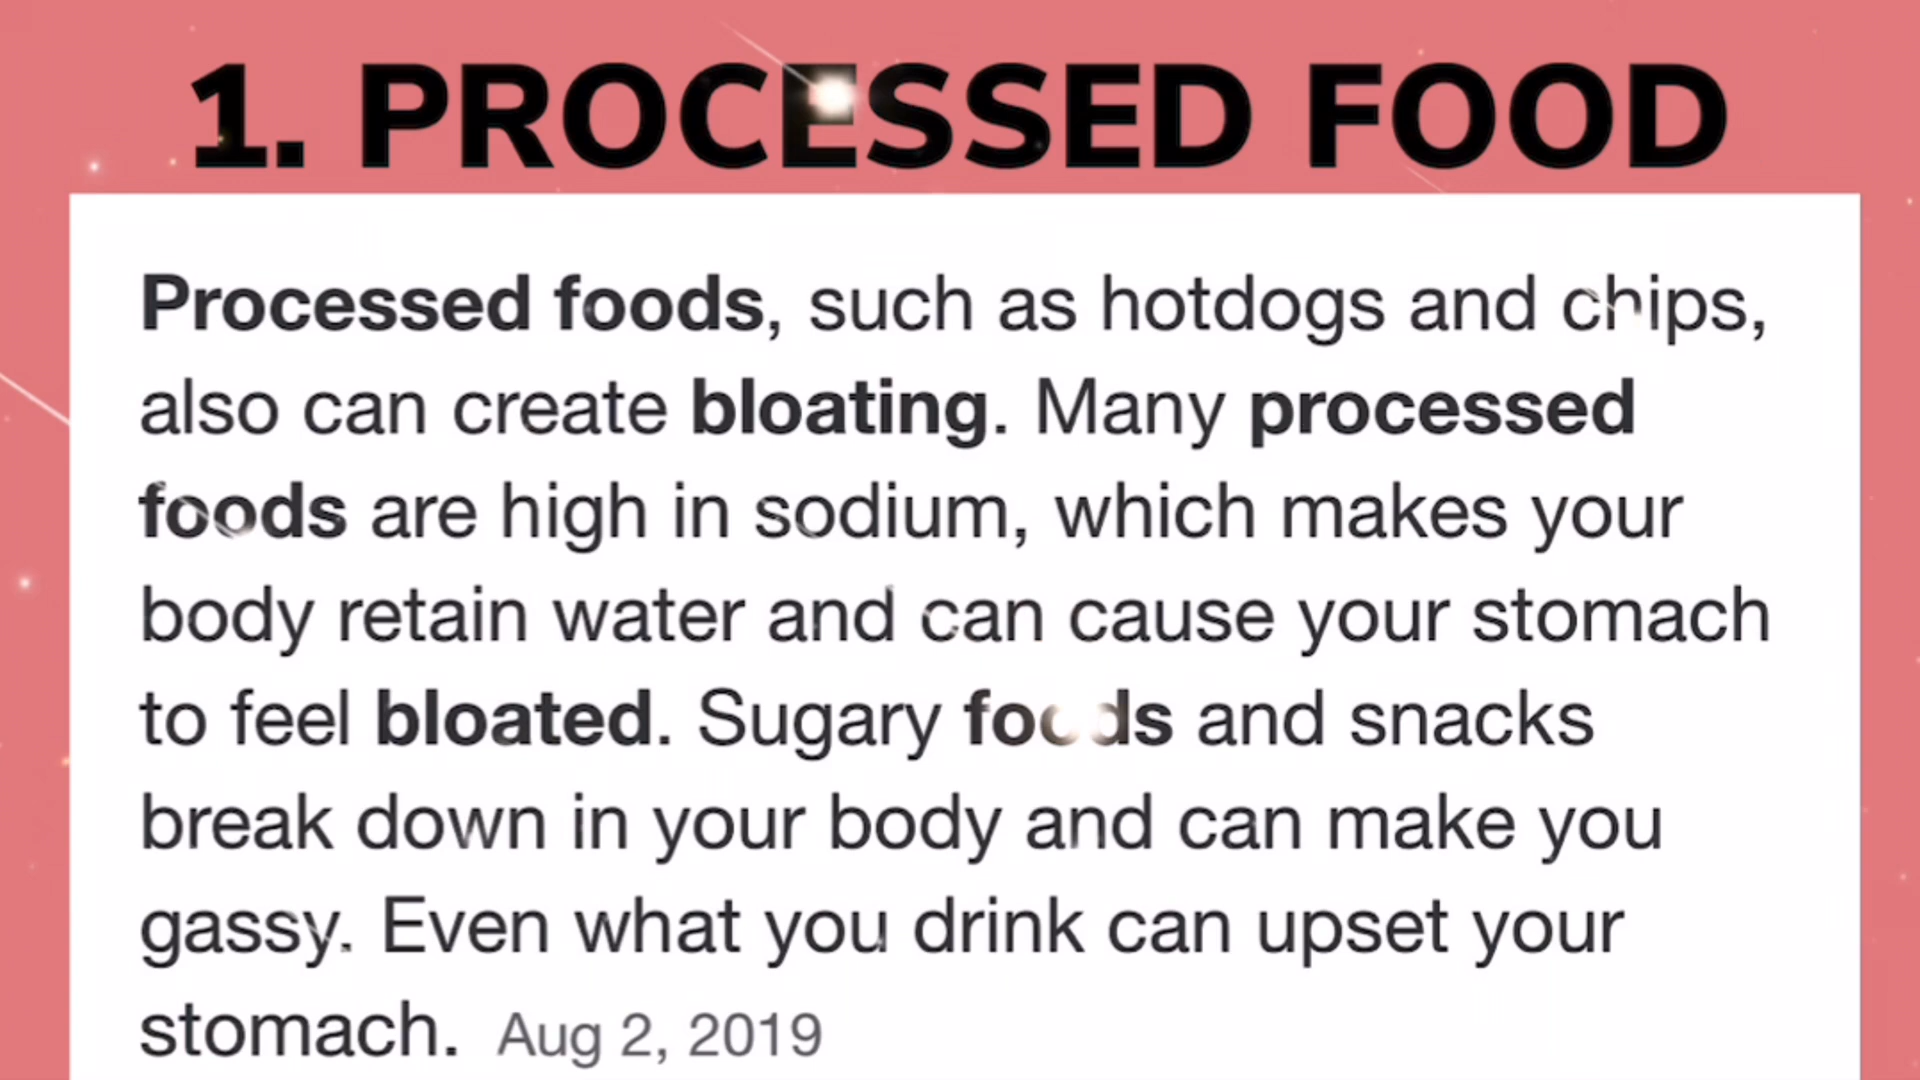 1. PROCESSED FOOD
Processed foods, such as hotdogs and chips,
also can create bloating. Many processed
foods are high in sodium, which makes your
body retain water and can cause your stomach
to feel bloated. Sugary foods and snacks
break down in your body and can make you
gassy. Even what you drink can upset your
stomach. Aug 2, 2019